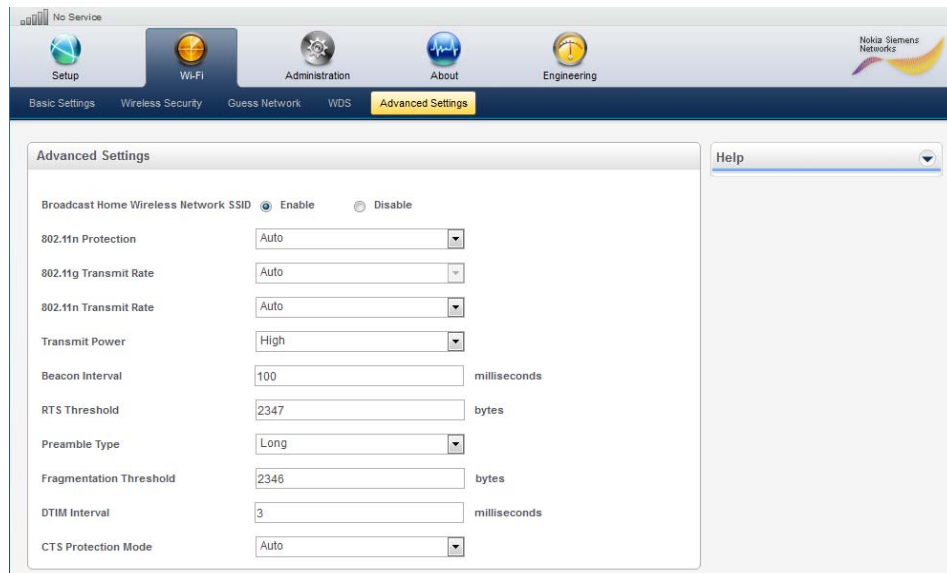 No Service
Setup Wi-Fi Administration About Engineering
Nokia Siemens
Networks
Basic Settings Wireless Security Guess Network WDS Advanced Settings
Advanced Settings
Help
Broadcast Home Wireless Network SSID Enable Disable
802.11n Protection Auto
802.11g Transmit Rate Auto
802.11n Transmit Rate Auto
Transmit Power High
Beacon Interval 100 milliseconds
RTS Threshold 2347 bytes
Preamble Type Long
Fragmentation Threshold 2346 bytes
DTIM Interval 3 milliseconds
CTS Protection Mode Auto